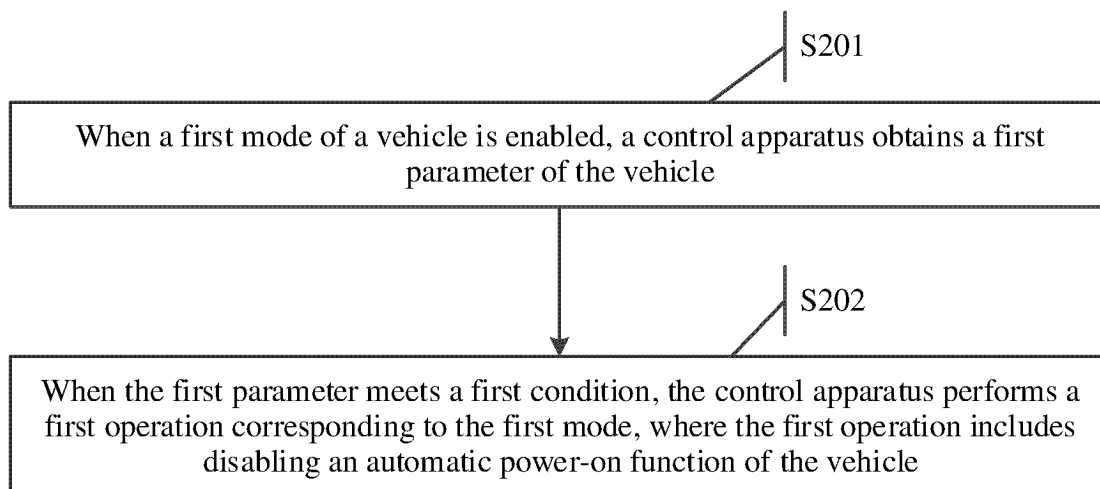 S201
When a first mode of a vehicle is enabled, a control apparatus obtains a first
parameter of the vehicle
S202
When the first parameter meets a first condition, the control apparatus performs a
first operation corresponding to the first mode, where the first operation includes
disabling an automatic power-on function of the vehicle